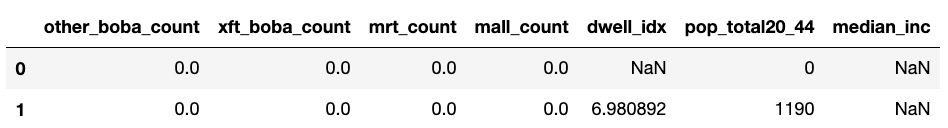 other_boba_count xft_boba_count mrt_count mall_count dwell_idx pop_total20_44 median_inc
0 0.0 0.0 0.0 0.0 NaN 0 NaN
1 0.0 0.0 0.0 0.0 6.980892 1190 NaN